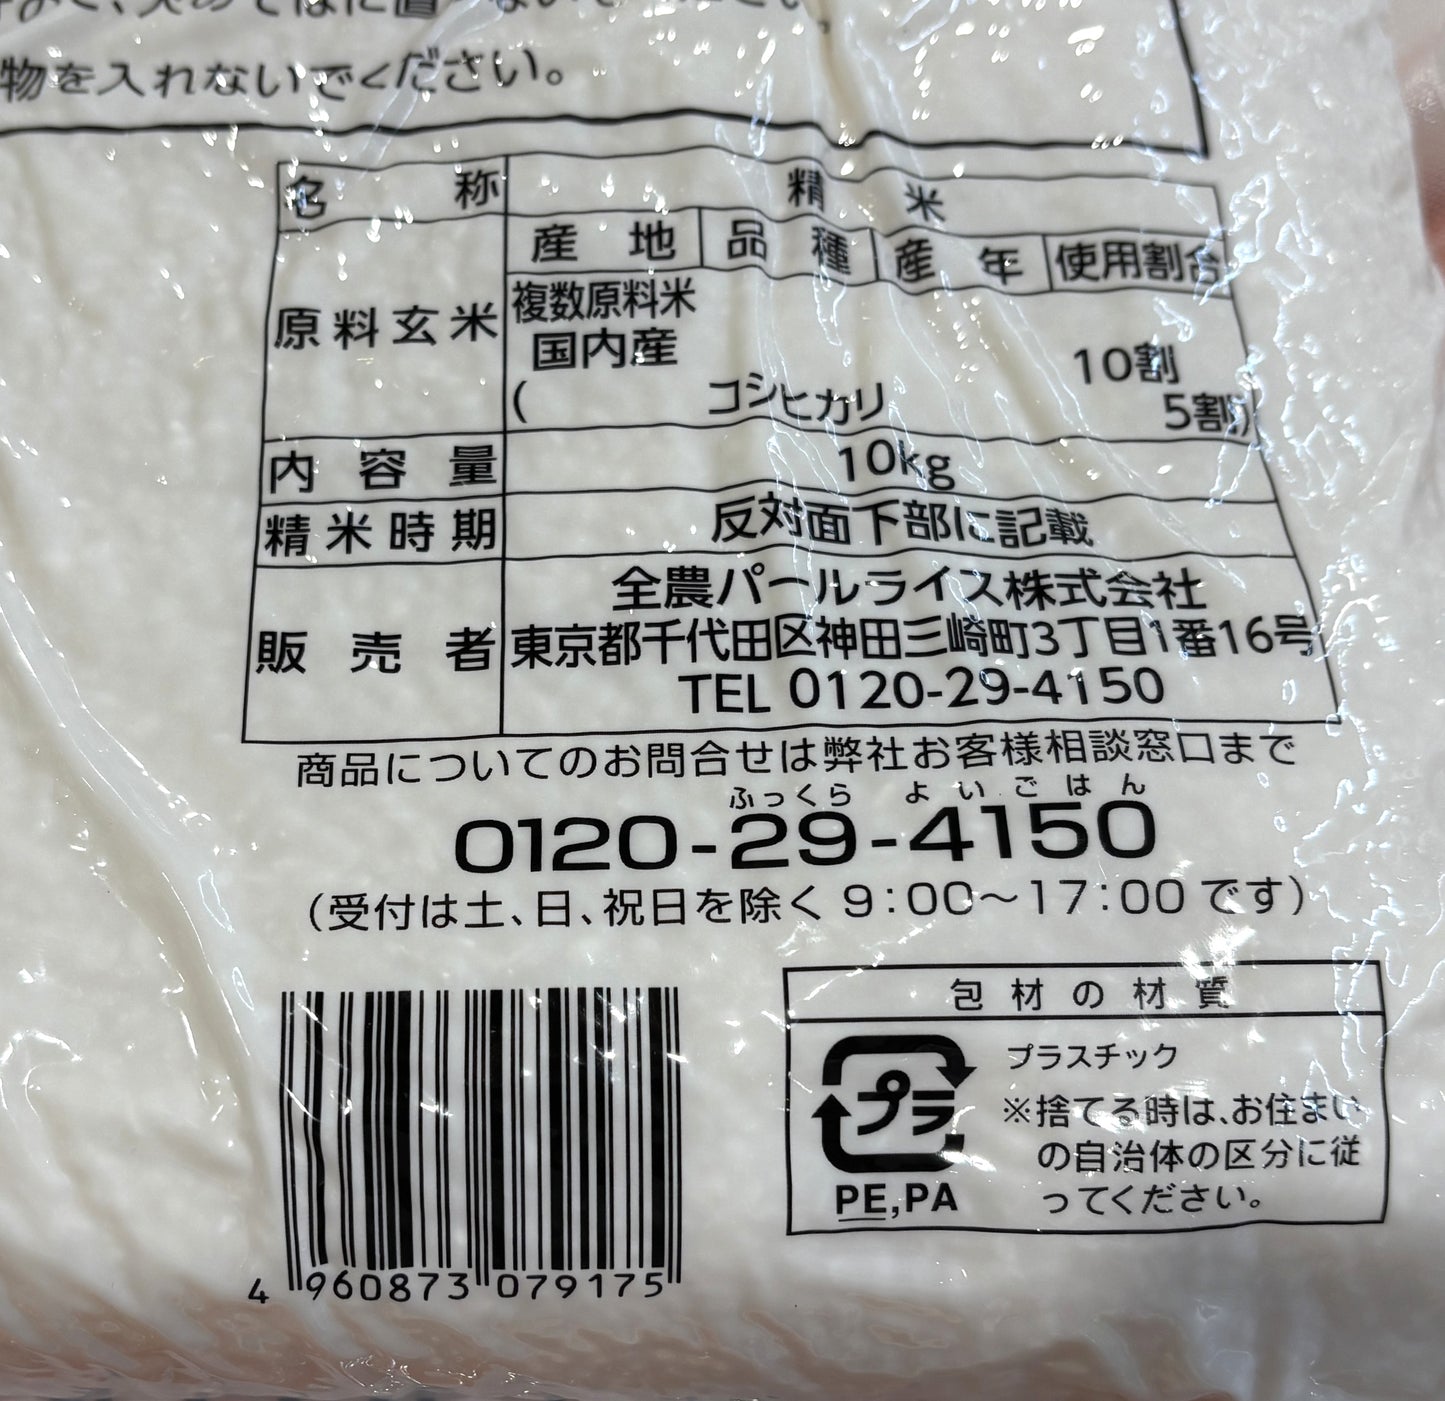 物を入れないでください。
名称 精米
産地 品種 産年 使用割合
原料玄米 複数原料米
国内産 10割
( コシヒカリ 5割)
内容量 10kg
精米時期 反対面下部に記載
全農パールライス株式会社
販売者 東京都千代田区神田三崎町3丁目1番16号
TEL 0120-29-4150
商品についてのお問合せは弊社お客様相談窓口まで
ふっくら よいごはん
0120-29-4150
(受付は土、日、祝日を除く 9:00～17:00 です)
包材の材質
プラ
PE,PA
プラスチック
※捨てる時は、お住まい
の自治体の区分に従
ってください。
4 960873 079175